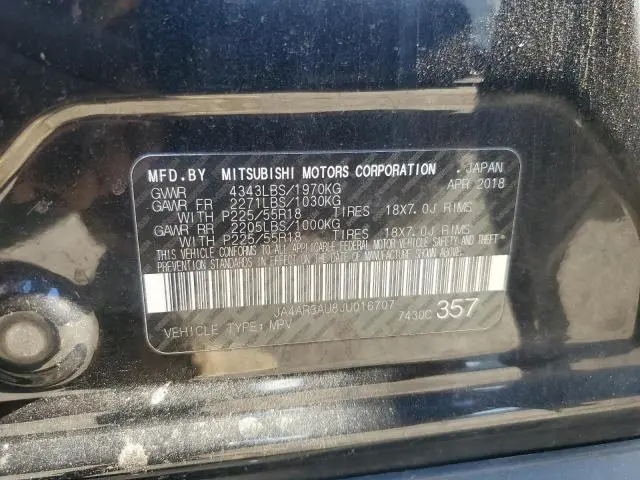 MFD.BY MITSUBISHI MOTORS CORPORATION . JAPAN
GVWR 4343LBS/1970KG APR 2018
GAWR FR 2271LBS/1030KG
WITH P225/55R18 TIRES 18X7.0J RIMS
GAWR RR 2205LBS/1000KG
WITH P225/55R18 TIRES 18X7.0J RIMS
THIS VEHICLE CONFORMS TO ALL APPLICABLE FEDERAL MOTOR VEHICLE SAFETY AND THEFT
PREVENTION STANDARDS IN EFFECT ON THE DATE OF MANUFACTURE SHOWN ABOVE.
JA4AR3AU8JU016707
VEHICLE TYPE: MPV 7430C 357